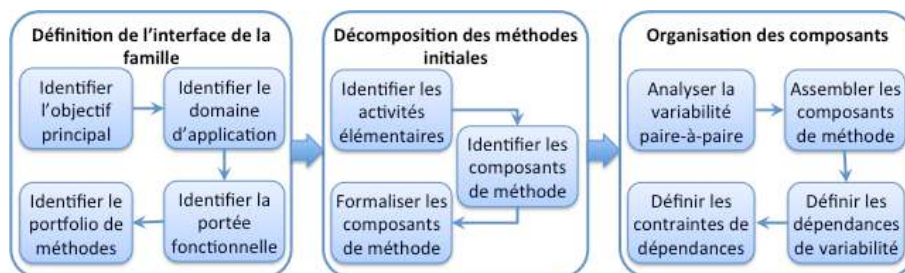 Définition de l'interface de la
famille
Identifier
l'objectif
principal
Identifier le
domaine
d'application
Identifier la
portée
fonctionnelle
Identifier le
portfolio de
méthodes
Décomposition des méthodes
initiales
Identifier les
activités
élémentaires
Identifier les
composants
de méthode
Formaliser les
composants
de méthode
Organisation des composants
Analyser la
variabilité
paire-à-paire
Assembler les
composants
de méthode
Définir les
dépendances
de variabilité
Définir les
contraintes de
dépendances